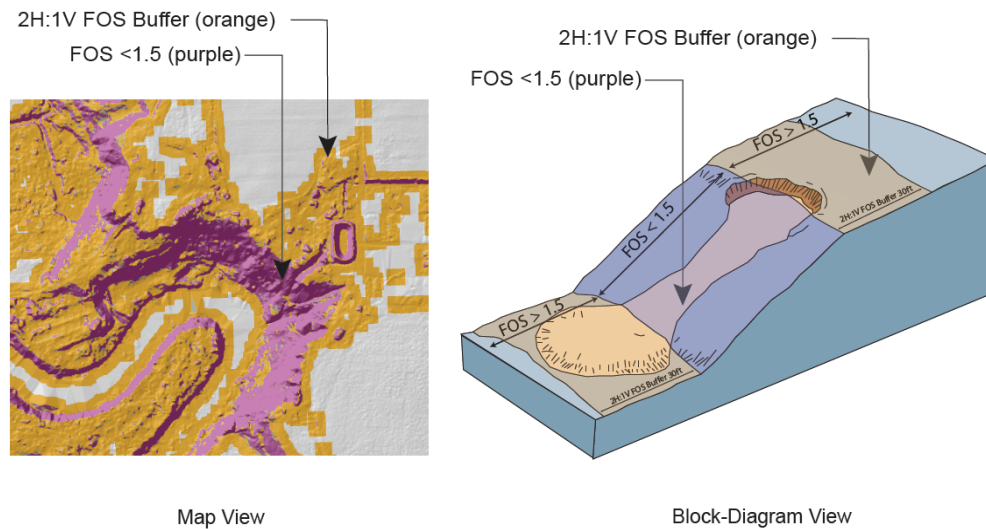 2H:1V FOS Buffer (orange)
FOS <1.5 (purple)
2H:1V FOS Buffer (orange)
FOS <1.5 (purple)
FOS > 1.5
2H:1V FOS Buffer 30ft
FOS < 1.5
FOS > 1.5
2H:1V FOS Buffer 30ft
Map View
Block-Diagram View